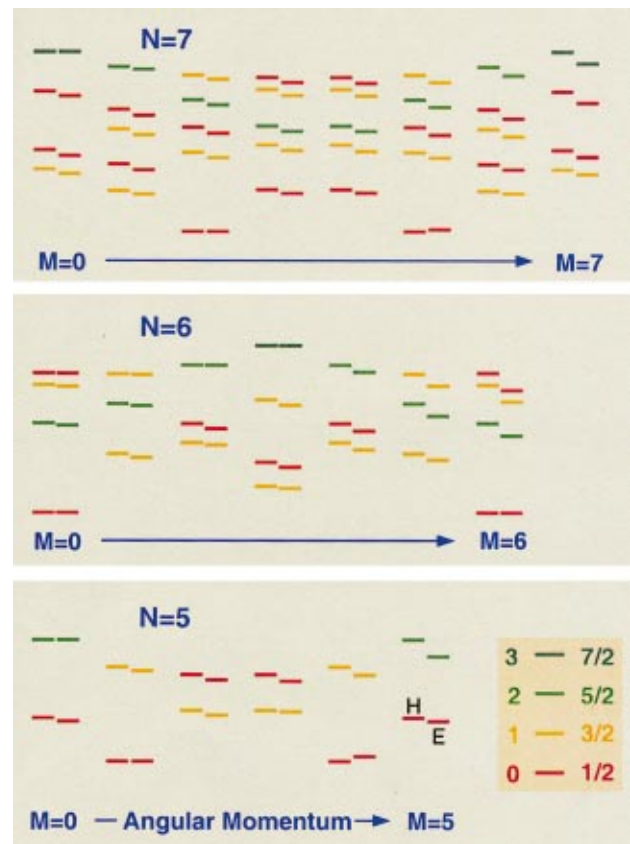 N=7
M=0
M=7
N=6
M=0
M=6
N=5
H
E
3 — 7/2
2 — 5/2
1 — 3/2
0 — 1/2
M=0 — Angular Momentum → M=5